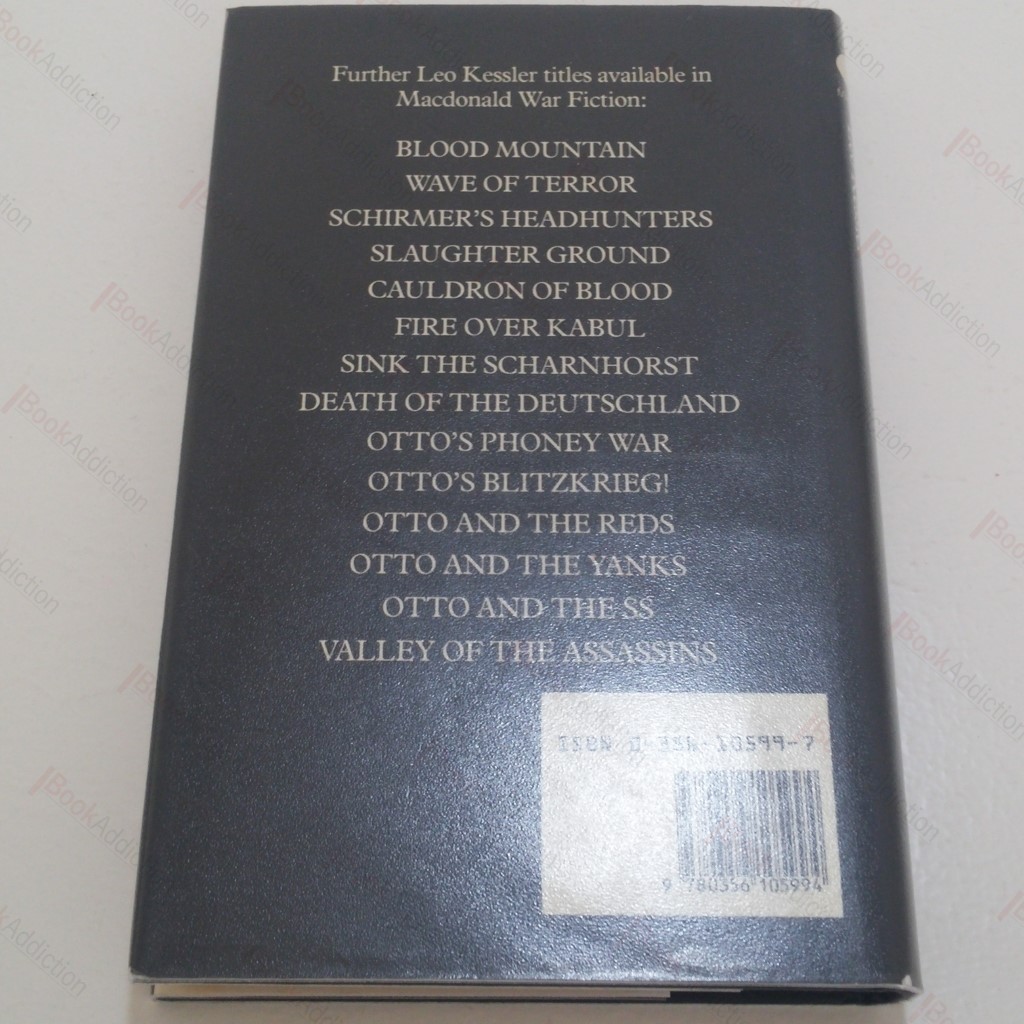 Further Leo Kessler titles available in
Macdonald War Fiction:
BLOOD MOUNTAIN
WAVE OF TERROR
SCHIRMER'S HEADHUNTERS
SLAUGHTER GROUND
CAULDRON OF BLOOD
FIRE OVER KABUL
SINK THE SCHARNHORST
DEATH OF THE DEUTSCHLAND
OTTO'S PHONEY WAR
OTTO'S BLITZKRIEG!
OTTO AND THE REDS
OTTO AND THE YANKS
OTTO AND THE SS
VALLEY OF THE ASSASSINS
ISBN 0-356-10599-7
9 780356 105994
BookAddiction